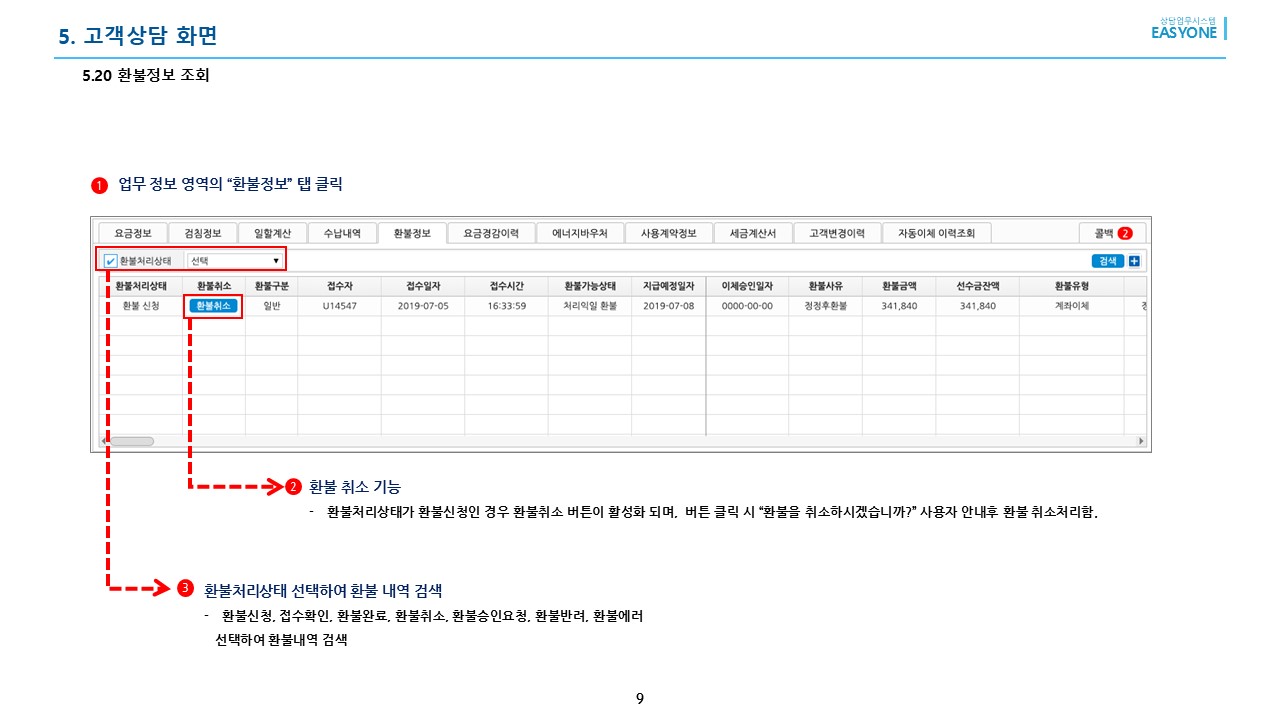 5. 고객상담 화면
상담업무시스템
EASYONE
5.20 환불정보 조회
1 업무 정보 영역의 “환불정보” 탭 클릭
요금정보 검침정보 일할계산 수납내역 환불정보 요금경감이력 에너지바우처 사용계약정보 세금계산서 고객변경이력 자동이체 이력조회 콜백 2
환불처리상태 선택 검색
환불처리상태 환불취소 환불구분 접수자 접수일자 접수시간 환불가능상태 지급예정일자 이체승인일자 환불사유 환불금액 선수금잔액 환불유형
환불 신청 환불취소 일반 U14547 2019-07-05 16:33:59 처리익일 환불 2019-07-08 0000-00-00 정정후환불 341,840 341,840 계좌이체
2 환불 취소 기능
- 환불처리상태가 환불신청인 경우 환불취소 버튼이 활성화 되며, 버튼 클릭 시 “환불을 취소하시겠습니까?” 사용자 안내후 환불 취소처리함.
3 환불처리상태 선택하여 환불 내역 검색
- 환불신청, 접수확인, 환불완료, 환불취소, 환불승인요청, 환불반려, 환불에러
선택하여 환불내역 검색
9